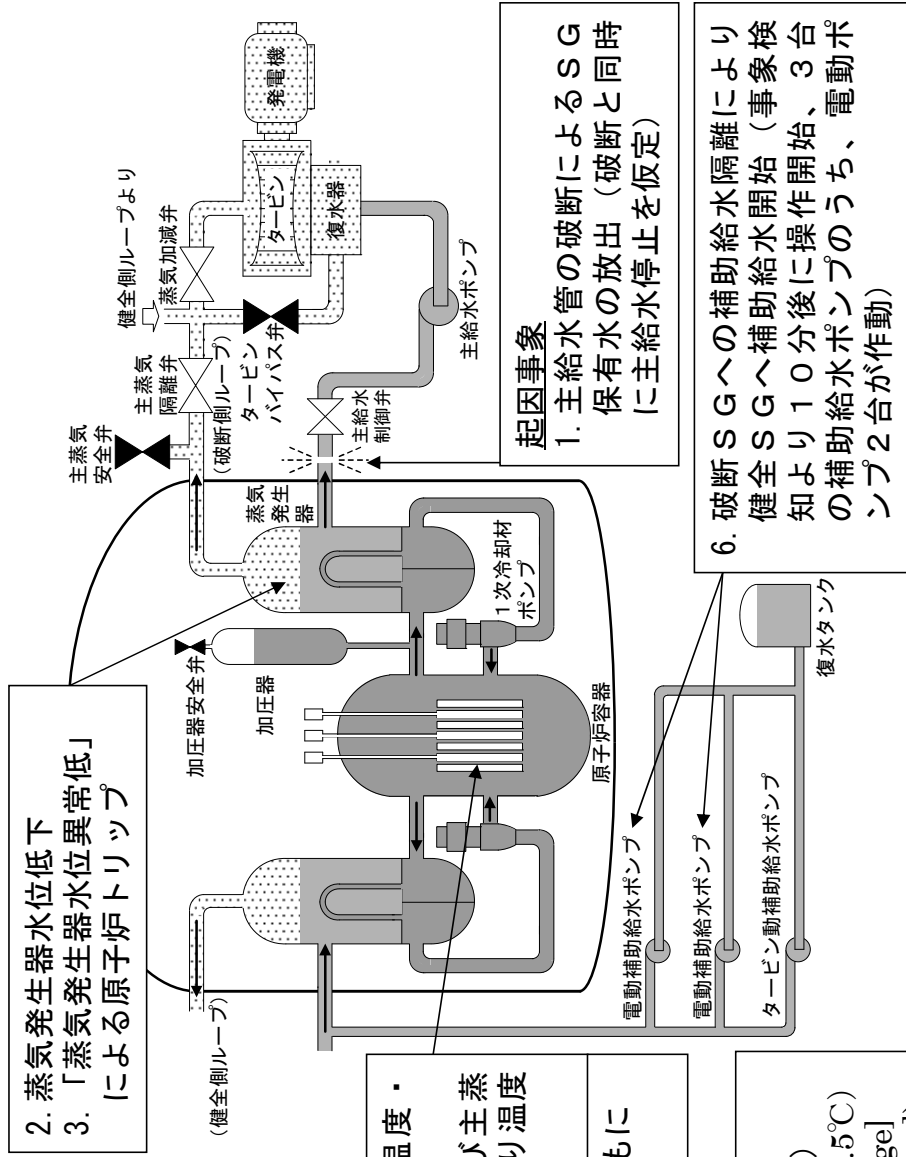 2. 蒸気発生器水位低下
3. 「蒸気発生器水位異常低」
による原子炉トリップ
(健全側ループ)
加圧器安全弁
加圧器
蒸気
発生
器
1次冷却材
ポンプ
原子炉容器
主蒸気
安全弁
主蒸気
隔離弁
(破断側ループ)
健全側ループより
蒸気加減弁
タービン
バイパス弁
タービン
発電機
復水器
主給水
制御弁
主給水ポンプ
起因事象
1. 主給水管の破断によるSG
保有水の放出（破断と同時
に主給水停止を仮定）
6. 破断SGへの補助給水隔離により
健全SGへ補助給水開始（事象検
知より１０分後に操作開始、３台
の補助給水ポンプのうち、電動ポ
ンプ２台が作動）
電動補助給水ポンプ
電動補助給水ポンプ
タービン動補助給水ポンプ
復水タンク
温度・
び主蒸
り温度
もに
)
.5℃)
ge]